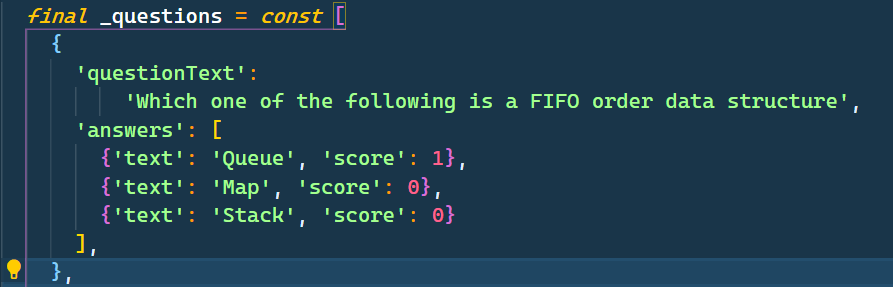 final _questions = const [
{
'questionText':
'Which one of the following is a FIFO order data structure',
'answers': [
{'text': 'Queue', 'score': 1},
{'text': 'Map', 'score': 0},
{'text': 'Stack', 'score': 0}
],
},